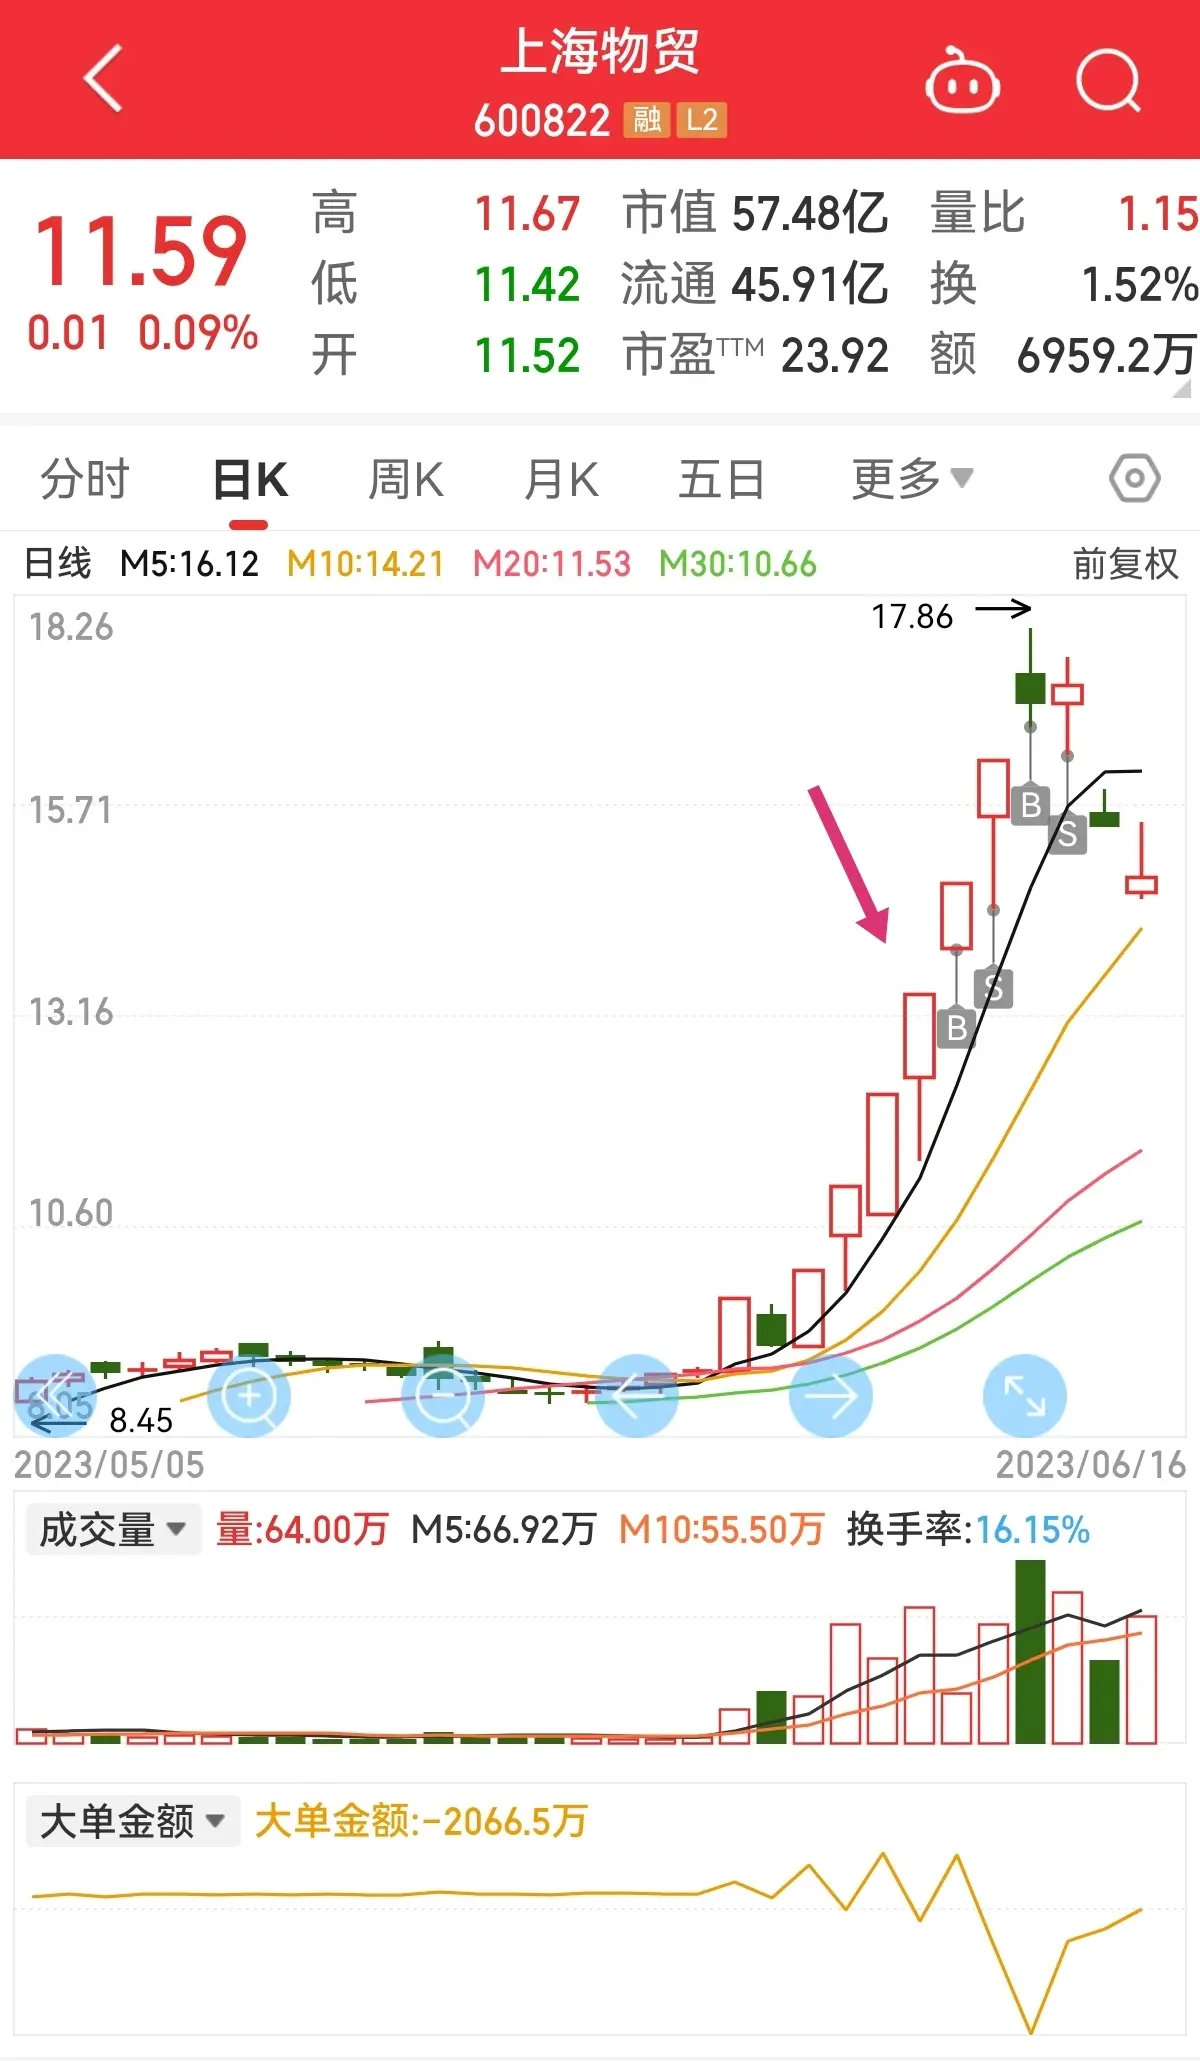 上海物贸
600822 融 L2
11.59
0.01 0.09%
高 11.67 市值 57.48亿 量比 1.15
低 11.42 流通 45.91亿 换 1.52%
开 11.52 市盈TTM 23.92 额 6959.2万
分时 日K 周K 月K 五日 更多
日线 M5:16.12 M10:14.21 M20:11.53 M30:10.66 前复权
17.86
18.26
15.71
B
S
13.16
S
B
10.60
8.05
8.45
2023/05/05 2023/06/16
成交量 量:64.00万 M5:66.92万 M10:55.50万 换手率:16.15%
大单金额 大单金额:-2066.5万